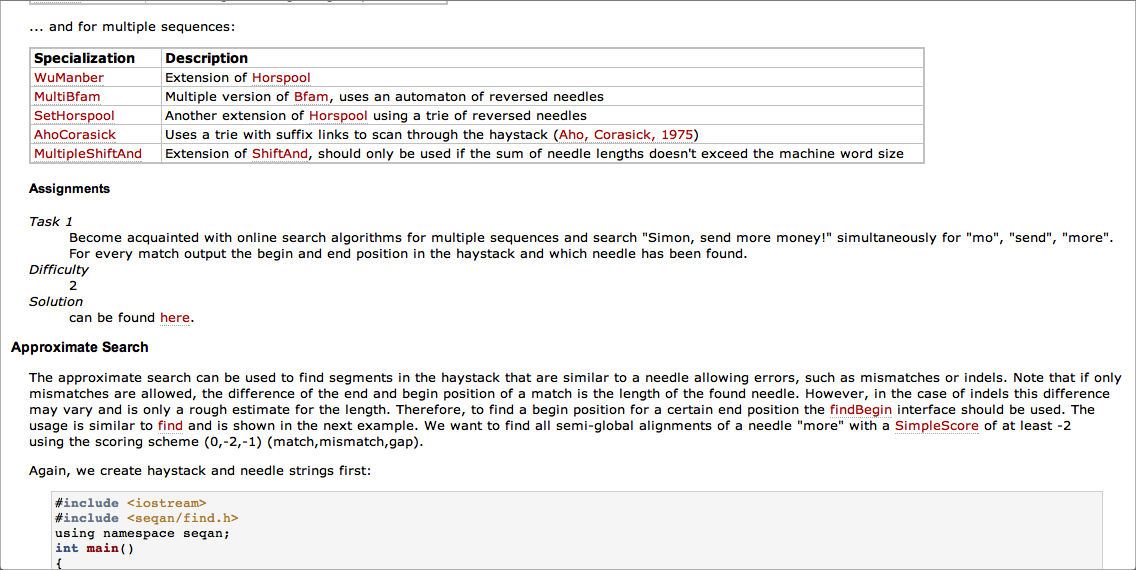 ... and for multiple sequences:
Specialization Description
WuManber Extension of Horspool
MultiBfam Multiple version of Bfam, uses an automaton of reversed needles
SetHorspool Another extension of Horspool using a trie of reversed needles
AhoCorasick Uses a trie with suffix links to scan through the haystack (Aho, Corasick, 1975)
MultipleShiftAnd Extension of ShiftAnd, should only be used if the sum of needle lengths doesn't exceed the machine word size
Assignments
Task 1
Become acquainted with online search algorithms for multiple sequences and search "Simon, send more money!" simultaneously for "mo", "send", "more".
For every match output the begin and end position in the haystack and which needle has been found.
Difficulty
2
Solution
can be found here.
Approximate Search
The approximate search can be used to find segments in the haystack that are similar to a needle allowing errors, such as mismatches or indels. Note that if only
mismatches are allowed, the difference of the end and begin position of a match is the length of the found needle. However, in the case of indels this difference
may vary and is only a rough estimate for the length. Therefore, to find a begin position for a certain end position the findBegin interface should be used. The
usage is similar to find and is shown in the next example. We want to find all semi-global alignments of a needle "more" with a SimpleScore of at least -2
using the scoring scheme (0,-2,-1) (match,mismatch,gap).
Again, we create haystack and needle strings first:
#include <iostream>
#include <seqan/find.h>
using namespace seqan;
int main()
{